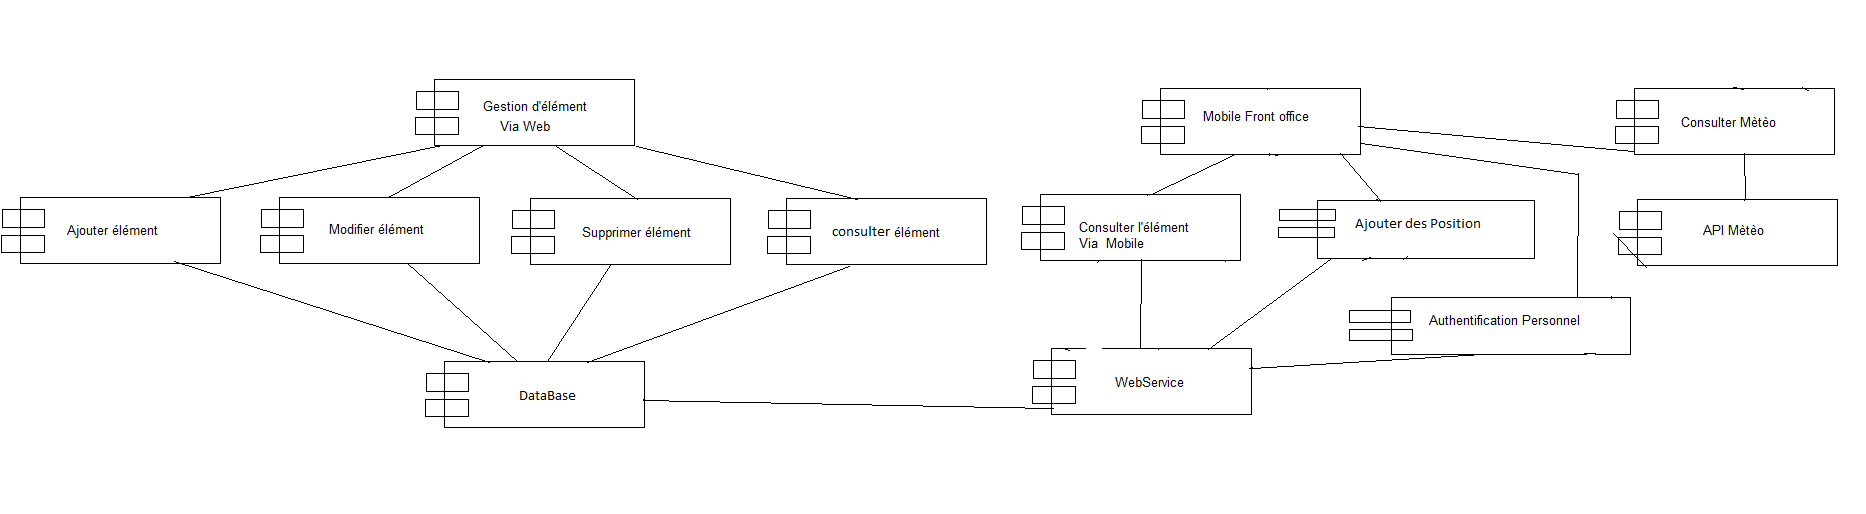 Gestion d'élément
Via Web
Mobile Front office
Consulter Mètèo
Ajouter élément
Modifier élément
Supprimer élément
consulter élément
Consulter l'élément
Via Mobile
Ajouter des Position
API Mètèo
Authentification Personnel
DataBase
WebService